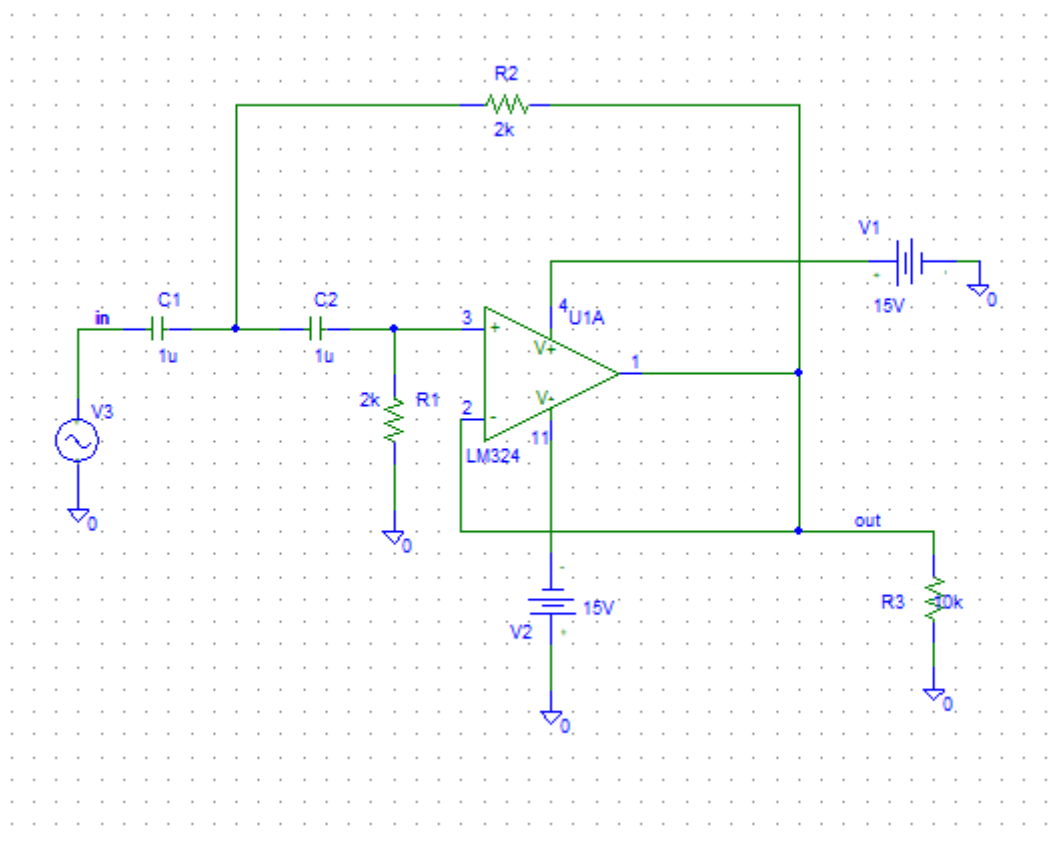 R2
2k
V1
+
-
15V
0
C1
in
1u
C2
1u
3
+
4
U1A
V+
1
2k
R1
2
-
V-
11
LM324
V3
0
0
out
-
15V
V2
+
0
R3
10k
0